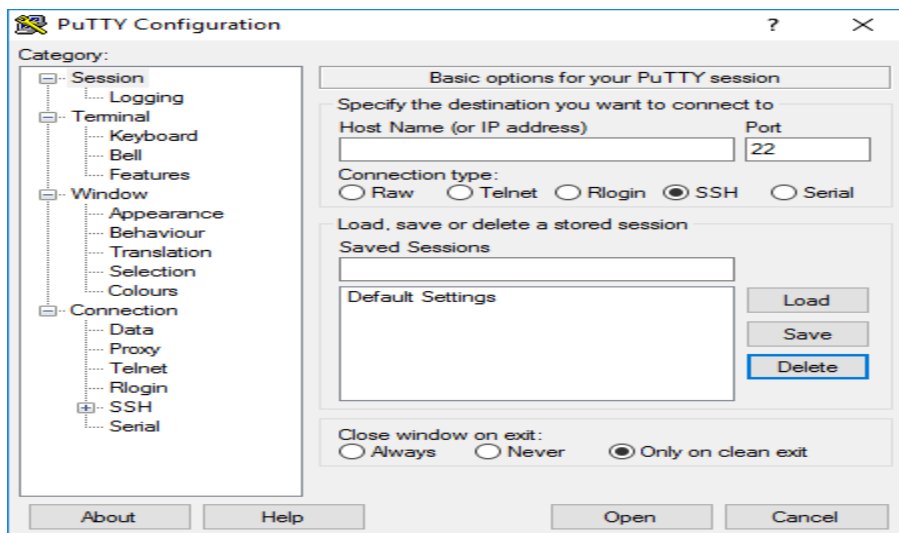 PuTTY Configuration
?
Category:
Session
Logging
Terminal
Keyboard
Bell
Features
Window
Appearance
Behaviour
Translation
Selection
Colours
Connection
Data
Proxy
Telnet
Rlogin
SSH
Serial
Basic options for your PuTTY session
Specify the destination you want to connect to
Host Name (or IP address) Port
22
Connection type:
Raw Telnet Rlogin SSH Serial
Load, save or delete a stored session
Saved Sessions
Default Settings
Load
Save
Delete
Close window on exit:
Always Never Only on clean exit
About Help Open Cancel